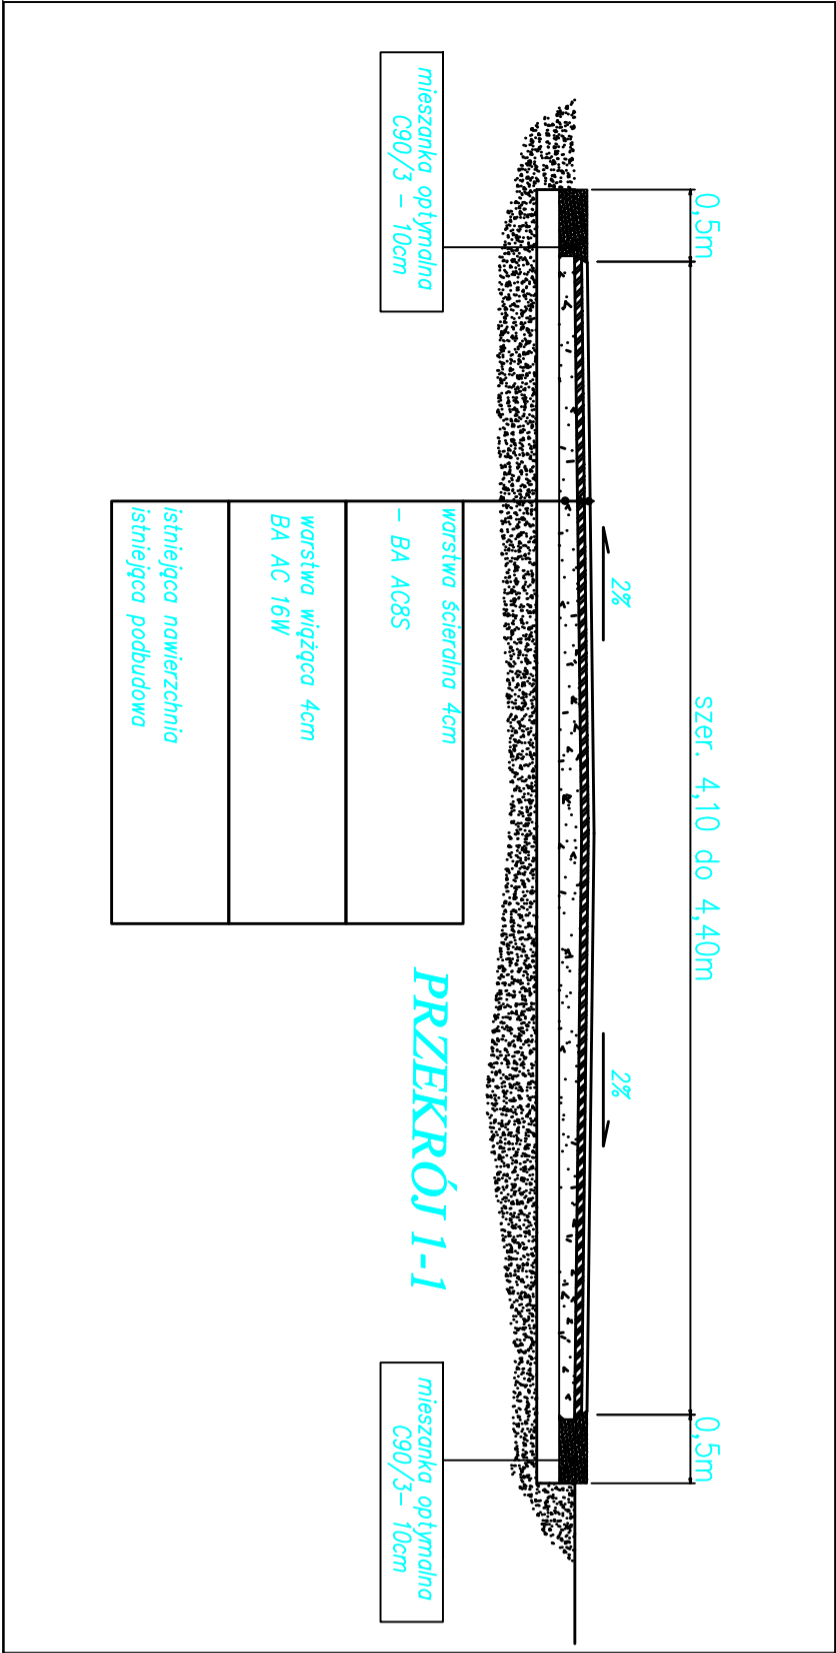 0,5m
szer. 4,10 do 4,40m
0,5m
2%
2%
mieszanka optymalna
C90/3 - 10cm
warstwa ścieralna 4cm
- BA AC8S
warstwa wiążąca 4cm
BA AC 16W
istniejąca nawierzchnia
istniejąca podbudowa
PRZEKRÓJ 1-1
mieszanka optymalna
C90/3- 10cm